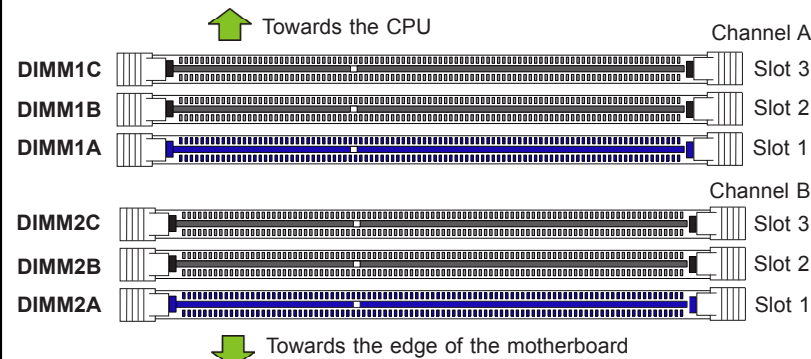 Towards the CPU
Channel A
DIMM1C Slot 3
DIMM1B Slot 2
DIMM1A Slot 1
Channel B
DIMM2C Slot 3
DIMM2B Slot 2
DIMM2A Slot 1
Towards the edge of the motherboard